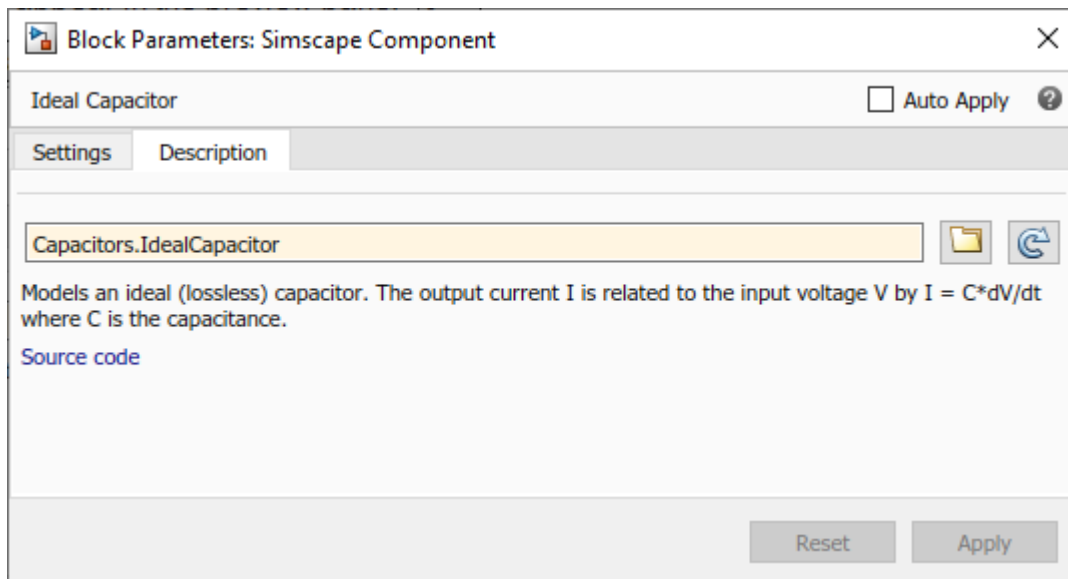 Block Parameters: Simscape Component
Ideal Capacitor
Auto Apply
Settings
Description
Capacitors.IdealCapacitor
Models an ideal (lossless) capacitor. The output current I is related to the input voltage V by I = C*dV/dt
where C is the capacitance.
Source code
Reset
Apply